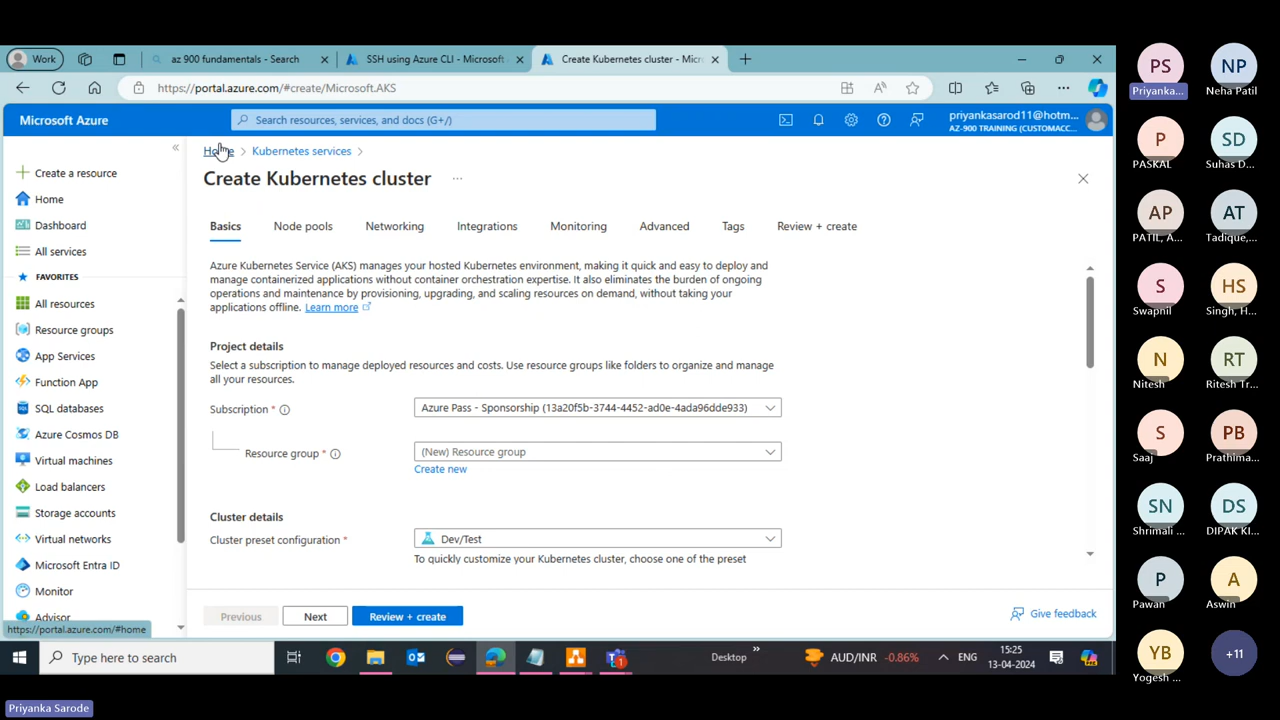 Work
az 900 fundamentals - Search
SSH using Azure CLI - Microsoft
Create Kubernetes cluster - Micr
https://portal.azure.com/#create/Microsoft.AKS
Microsoft Azure
Search resources, services, and docs (G+/)
priyankasarod11@hotm...
AZ-900 TRAINING (CUSTOMACC...
Create a resource
Home
Dashboard
All services
FAVORITES
All resources
Resource groups
App Services
Function App
SQL databases
Azure Cosmos DB
Virtual machines
Load balancers
Storage accounts
Virtual networks
Microsoft Entra ID
Monitor
Advisor
https://portal.azure.com/#home
Home > Kubernetes services >
Create Kubernetes cluster ...
Basics Node pools Networking Integrations Monitoring Advanced Tags Review + create
Azure Kubernetes Service (AKS) manages your hosted Kubernetes environment, making it quick and easy to deploy and
manage containerized applications without container orchestration expertise. It also eliminates the burden of ongoing
operations and maintenance by provisioning, upgrading, and scaling resources on demand, without taking your
applications offline. Learn more
Project details
Select a subscription to manage deployed resources and costs. Use resource groups like folders to organize and manage
all your resources.
Subscription *
Azure Pass - Sponsorship (13a20f5b-3744-4452-ad0e-4ada96dde933)
Resource group *
(New) Resource group
Create new
Cluster details
Cluster preset configuration *
Dev/Test
To quickly customize your Kubernetes cluster, choose one of the preset
Previous Next Review + create
Give feedback
Type here to search
1
Desktop
AUD/INR -0.86%
ENG
15:25
13-04-2024
PS
Priyanka...
NP
Neha Patil
P
PASKAL
SD
Suhas D...
AP
PATIL, A...
AT
Tadique,...
S
Swapnil
HS
Singh, H...
N
Nitesh
RT
Ritesh Tr...
S
Saaj
PB
Prathima...
SN
Shrimali ...
DS
DIPAK KI...
P
Pawan
A
Aswin
YB
Yogesh ...
+11
Priyanka Sarode